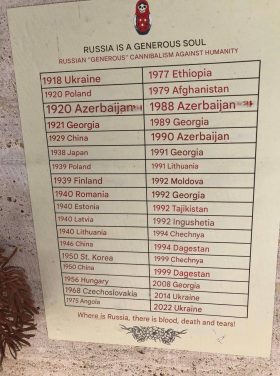 RUSSIA IS A GENEROUS SOUL
RUSSIAN "GENEROUS" CANNIBALISM AGAINST HUMANITY
1918 Ukraine 1977 Ethiopia
1920 Poland 1979 Afghanistan
1920 Azerbaijan 1988 Azerbaijan
1921 Georgia 1989 Georgia
1929 China 1990 Azerbaijan
1938 Japan 1991 Georgia
1939 Poland 1991 Lithuania
1939 Finland 1992 Moldova
1940 Romania 1992 Georgia
1940 Estonia 1992 Tajikistan
1940 Latvia 1992 Ingushetia
1940 Lithuania 1994 Chechnya
1946 China 1994 Dagestan
1950 St. Korea 1999 Chechnya
1950 China 1999 Dagestan
1956 Hungary 2008 Georgia
1968 Czechoslovakia 2014 Ukraine
1975 Angola 2022 Ukraine
Where is Russia, there is blood, death and tears!